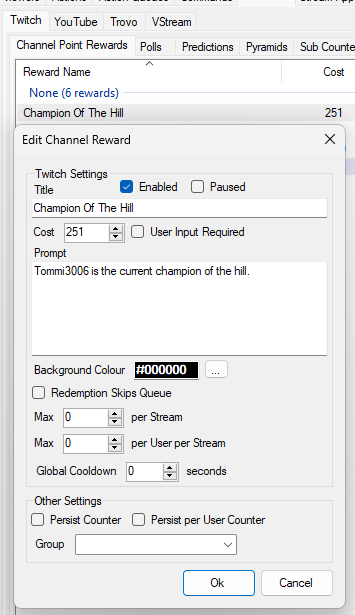 Twitch YouTube Trovo VStream
Channel Point Rewards Polls Predictions Pyramids Sub Counte
Reward Name Cost
None (6 rewards)
Champion Of The Hill 251
Edit Channel Reward
Twitch Settings
Title Enabled Paused
Champion Of The Hill
Cost 251 User Input Required
Prompt
Tommi3006 is the current champion of the hill.
Background Colour #000000 ...
Redemption Skips Queue
Max 0 per Stream
Max 0 per User per Stream
Global Cooldown 0 seconds
Other Settings
Persist Counter Persist per User Counter
Group
Ok Cancel